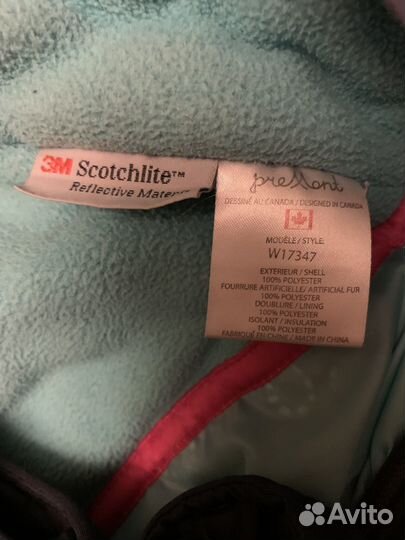 3M Scotchlite™
Reflective Mater
preMont
DESSINÉ AU CANADA / DESIGNED IN CANADA
MODÈLE / STYLE:
W17347
EXTÉRIEUR / SHELL
100% POLYESTER
FOURRURE ARTIFICIELLE / ARTIFICIAL FUR
100% POLYESTER
DOUBLURE / LINING
100% POLYESTER
ISOLANT / INSULATION
100% POLYESTER
FABRIQUÉ EN CHINE / MADE IN CHINA
Avito